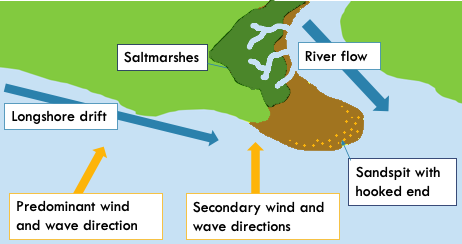 Saltmarshes
River flow
Longshore drift
Sandspit with
hooked end
Predominant wind
and wave direction
Secondary wind and
wave directions